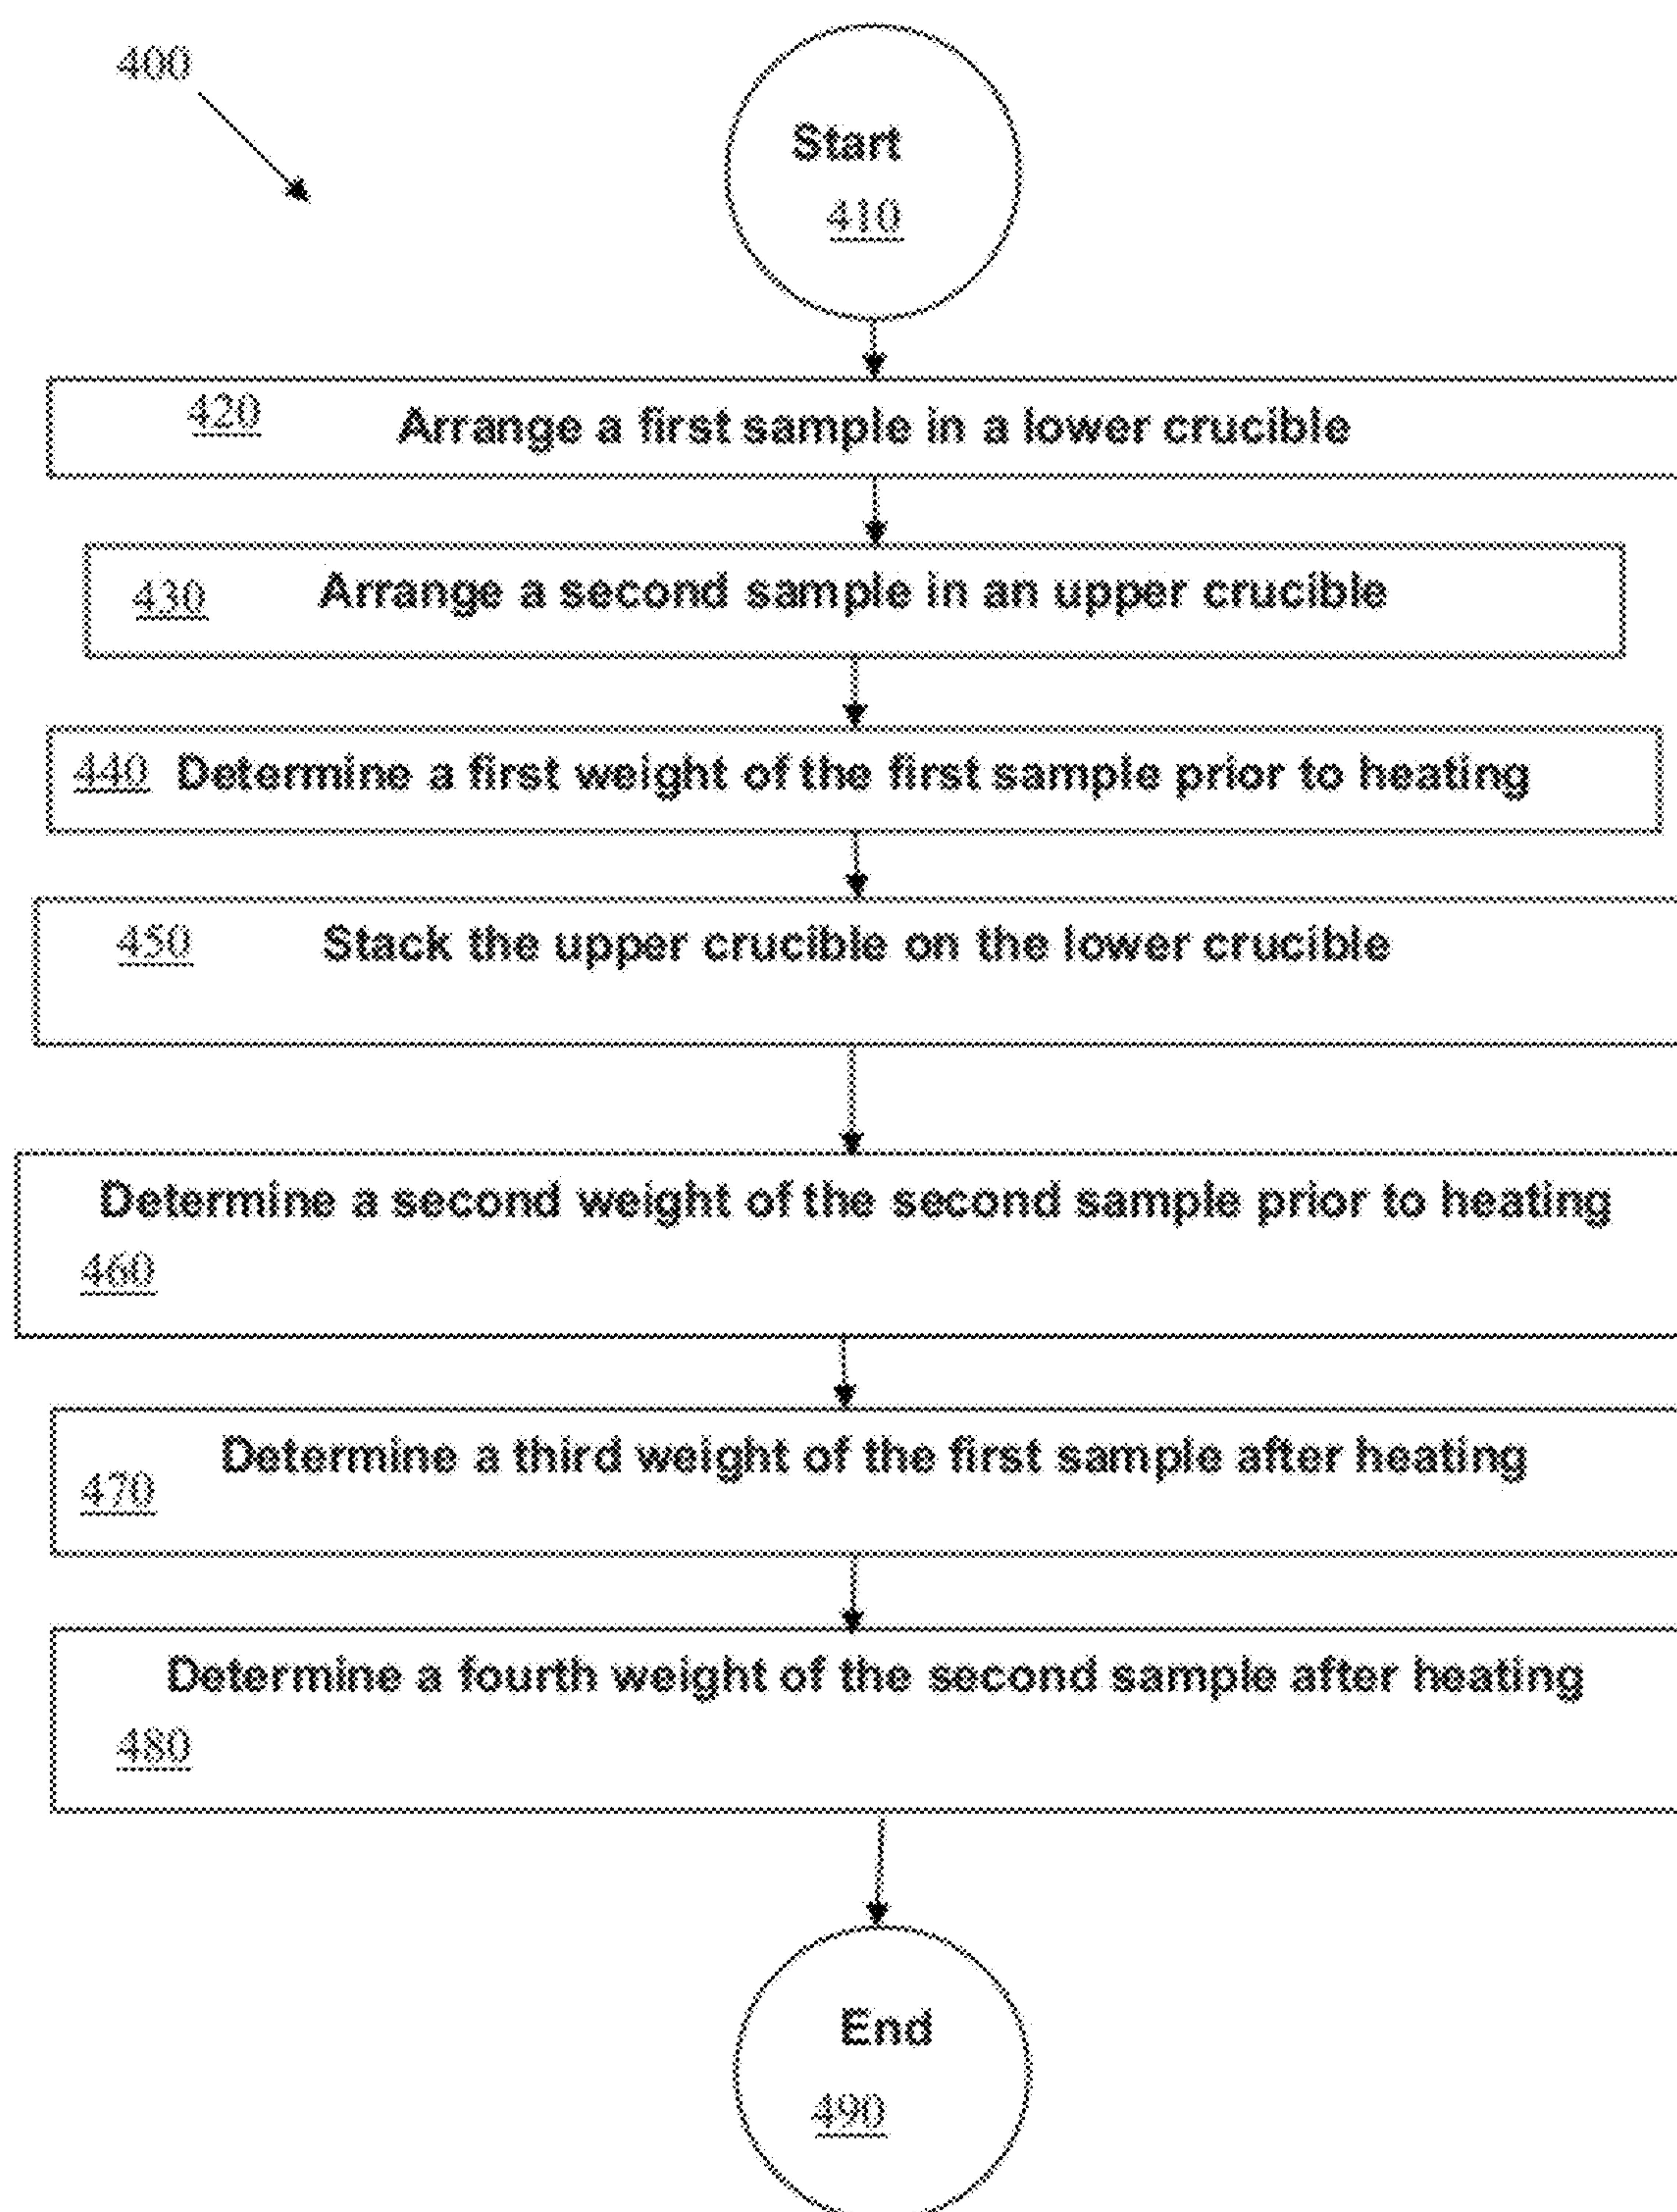 400
Start
410
420 Arrange a first sample in a lower crucible
430 Arrange a second sample in an upper crucible
440 Determine a first weight of the first sample prior to heating
450 Stack the upper crucible on the lower crucible
Determine a second weight of the second sample prior to heating
460
Determine a third weight of the first sample after heating
470
Determine a fourth weight of the second sample after heating
480
End
490